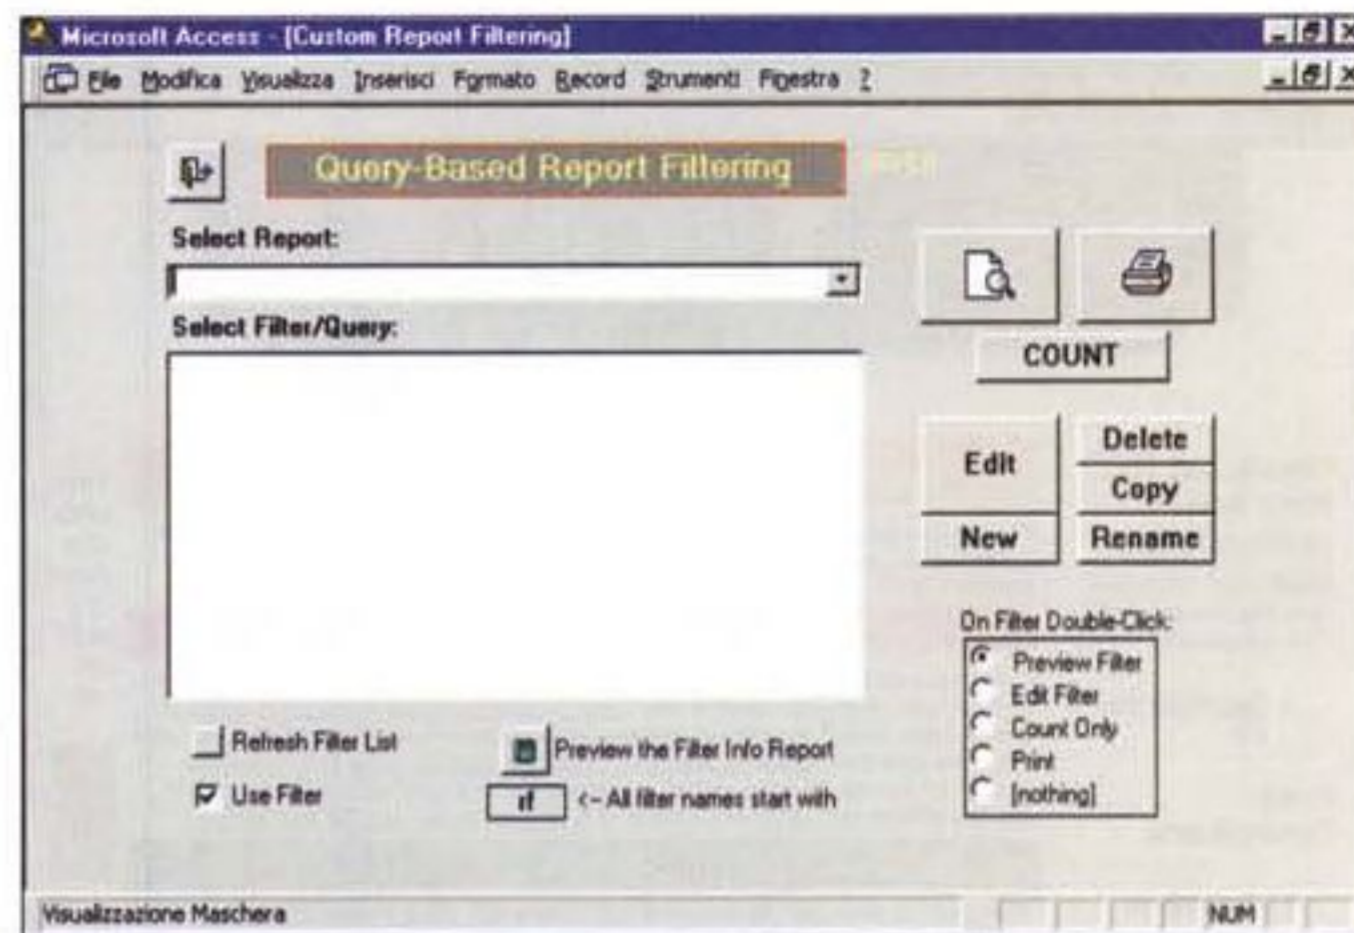 Microsoft Access - [Custom Report Filtering]
File Modifica Visualizza Inserisci Formato Record Strumenti Finestra ?
Query-Based Report Filtering
Select Report:
Select Filter/Query:
COUNT
Edit
Delete
Copy
New
Rename
On Filter Double-Click:
Preview Filter
Edit Filter
Count Only
Print
[nothing]
Refresh Filter List
Preview the Filter Info Report
Use Filter
rf <-- All filter names start with
Visualizzazione Maschera
NUM